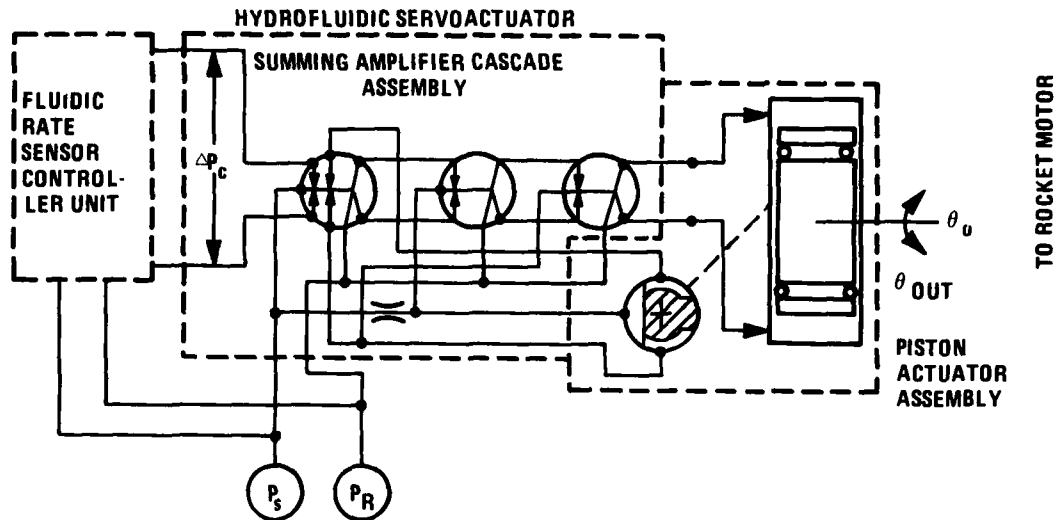 HYDROFLUIDIC SERVOACTUATOR
SUMMING AMPLIFIER CASCADE
ASSEMBLY
FLUIDIC
RATE
SENSOR
CONTROL-
LER UNIT
ΔPc
θo
θ OUT
TO ROCKET MOTOR
PISTON
ACTUATOR
ASSEMBLY
Ps
PR